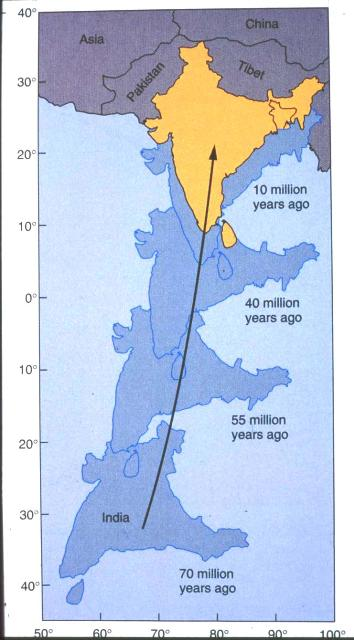 40°
China
Asia
Pakistan
Tibet
30°
20°
10 million
years ago
10°
0°
40 million
years ago
10°
55 million
years ago
20°
30°
India
70 million
years ago
40°
50° 60° 70° 80° 90° 100°